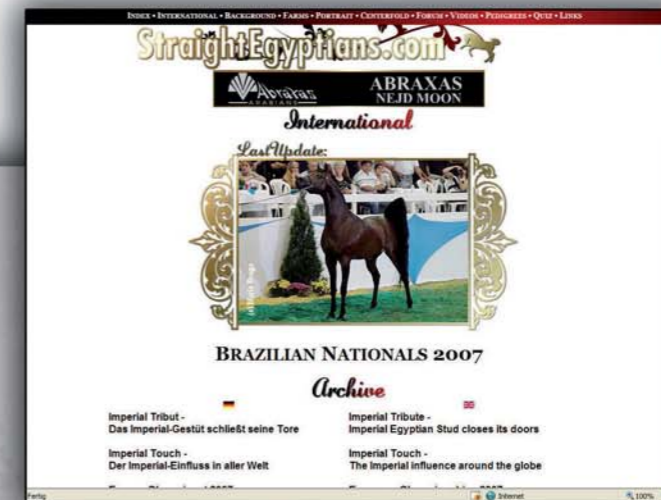 INDEX • INTERNATIONAL • BACKGROUND • FARMS • PORTRAIT • CENTERFOLD • FORUM • VIDEOS • PEDIGREES • QUIZ • LINKS
StraightEgyptians.com
Abraxas
ARABIANS
ABRAXAS
NEJD MOON
International
Last Update:
BRAZILIAN NATIONALS 2007
Archive
Imperial Tribut -
Das Imperial-Gestüt schließt seine Tore
Imperial Tribute -
Imperial Egyptian Stud closes its doors
Imperial Touch -
Der Imperial-Einfluss in aller Welt
Imperial Touch -
The Imperial influence around the globe
Fertig
Internet
100%